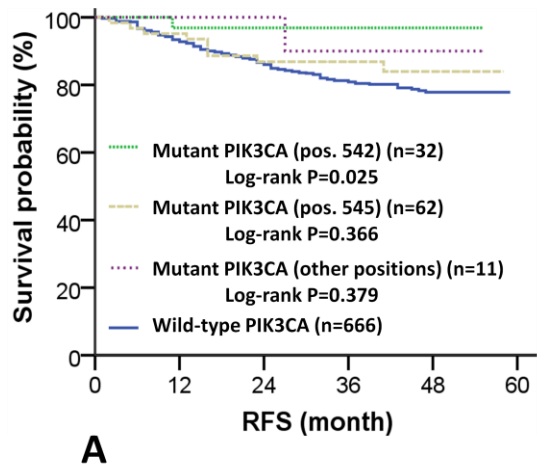 Survival probability (%)
100
80
60
40
20
0
Mutant PIK3CA (pos. 542) (n=32)
Log-rank P=0.025
Mutant PIK3CA (pos. 545) (n=62)
Log-rank P=0.366
Mutant PIK3CA (other positions) (n=11)
Log-rank P=0.379
Wild-type PIK3CA (n=666)
0 12 24 36 48 60
RFS (month)
A